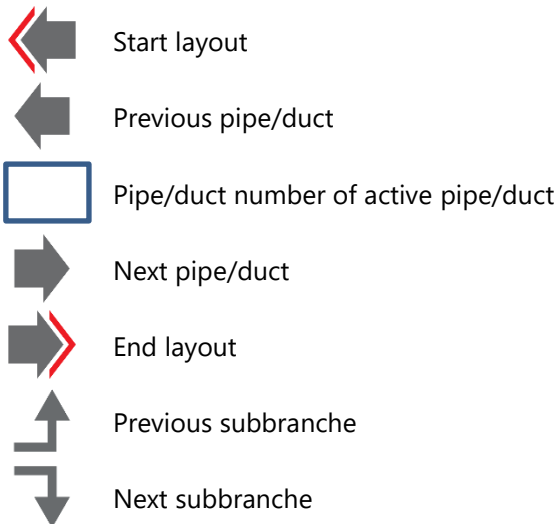 Start layout
Previous pipe/duct
Pipe/duct number of active pipe/duct
Next pipe/duct
End layout
Previous subbranche
Next subbranche